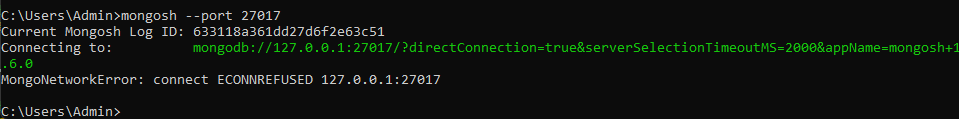 C:\Users\Admin>mongosh --port 27017
Current Mongosh Log ID: 633118a361dd27d6f2e63c51
Connecting to:          mongodb://127.0.0.1:27017/?directConnection=true&serverSelectionTimeoutMS=2000&appName=mongosh+1
.6.0
MongoNetworkError: connect ECONNREFUSED 127.0.0.1:27017
C:\Users\Admin>